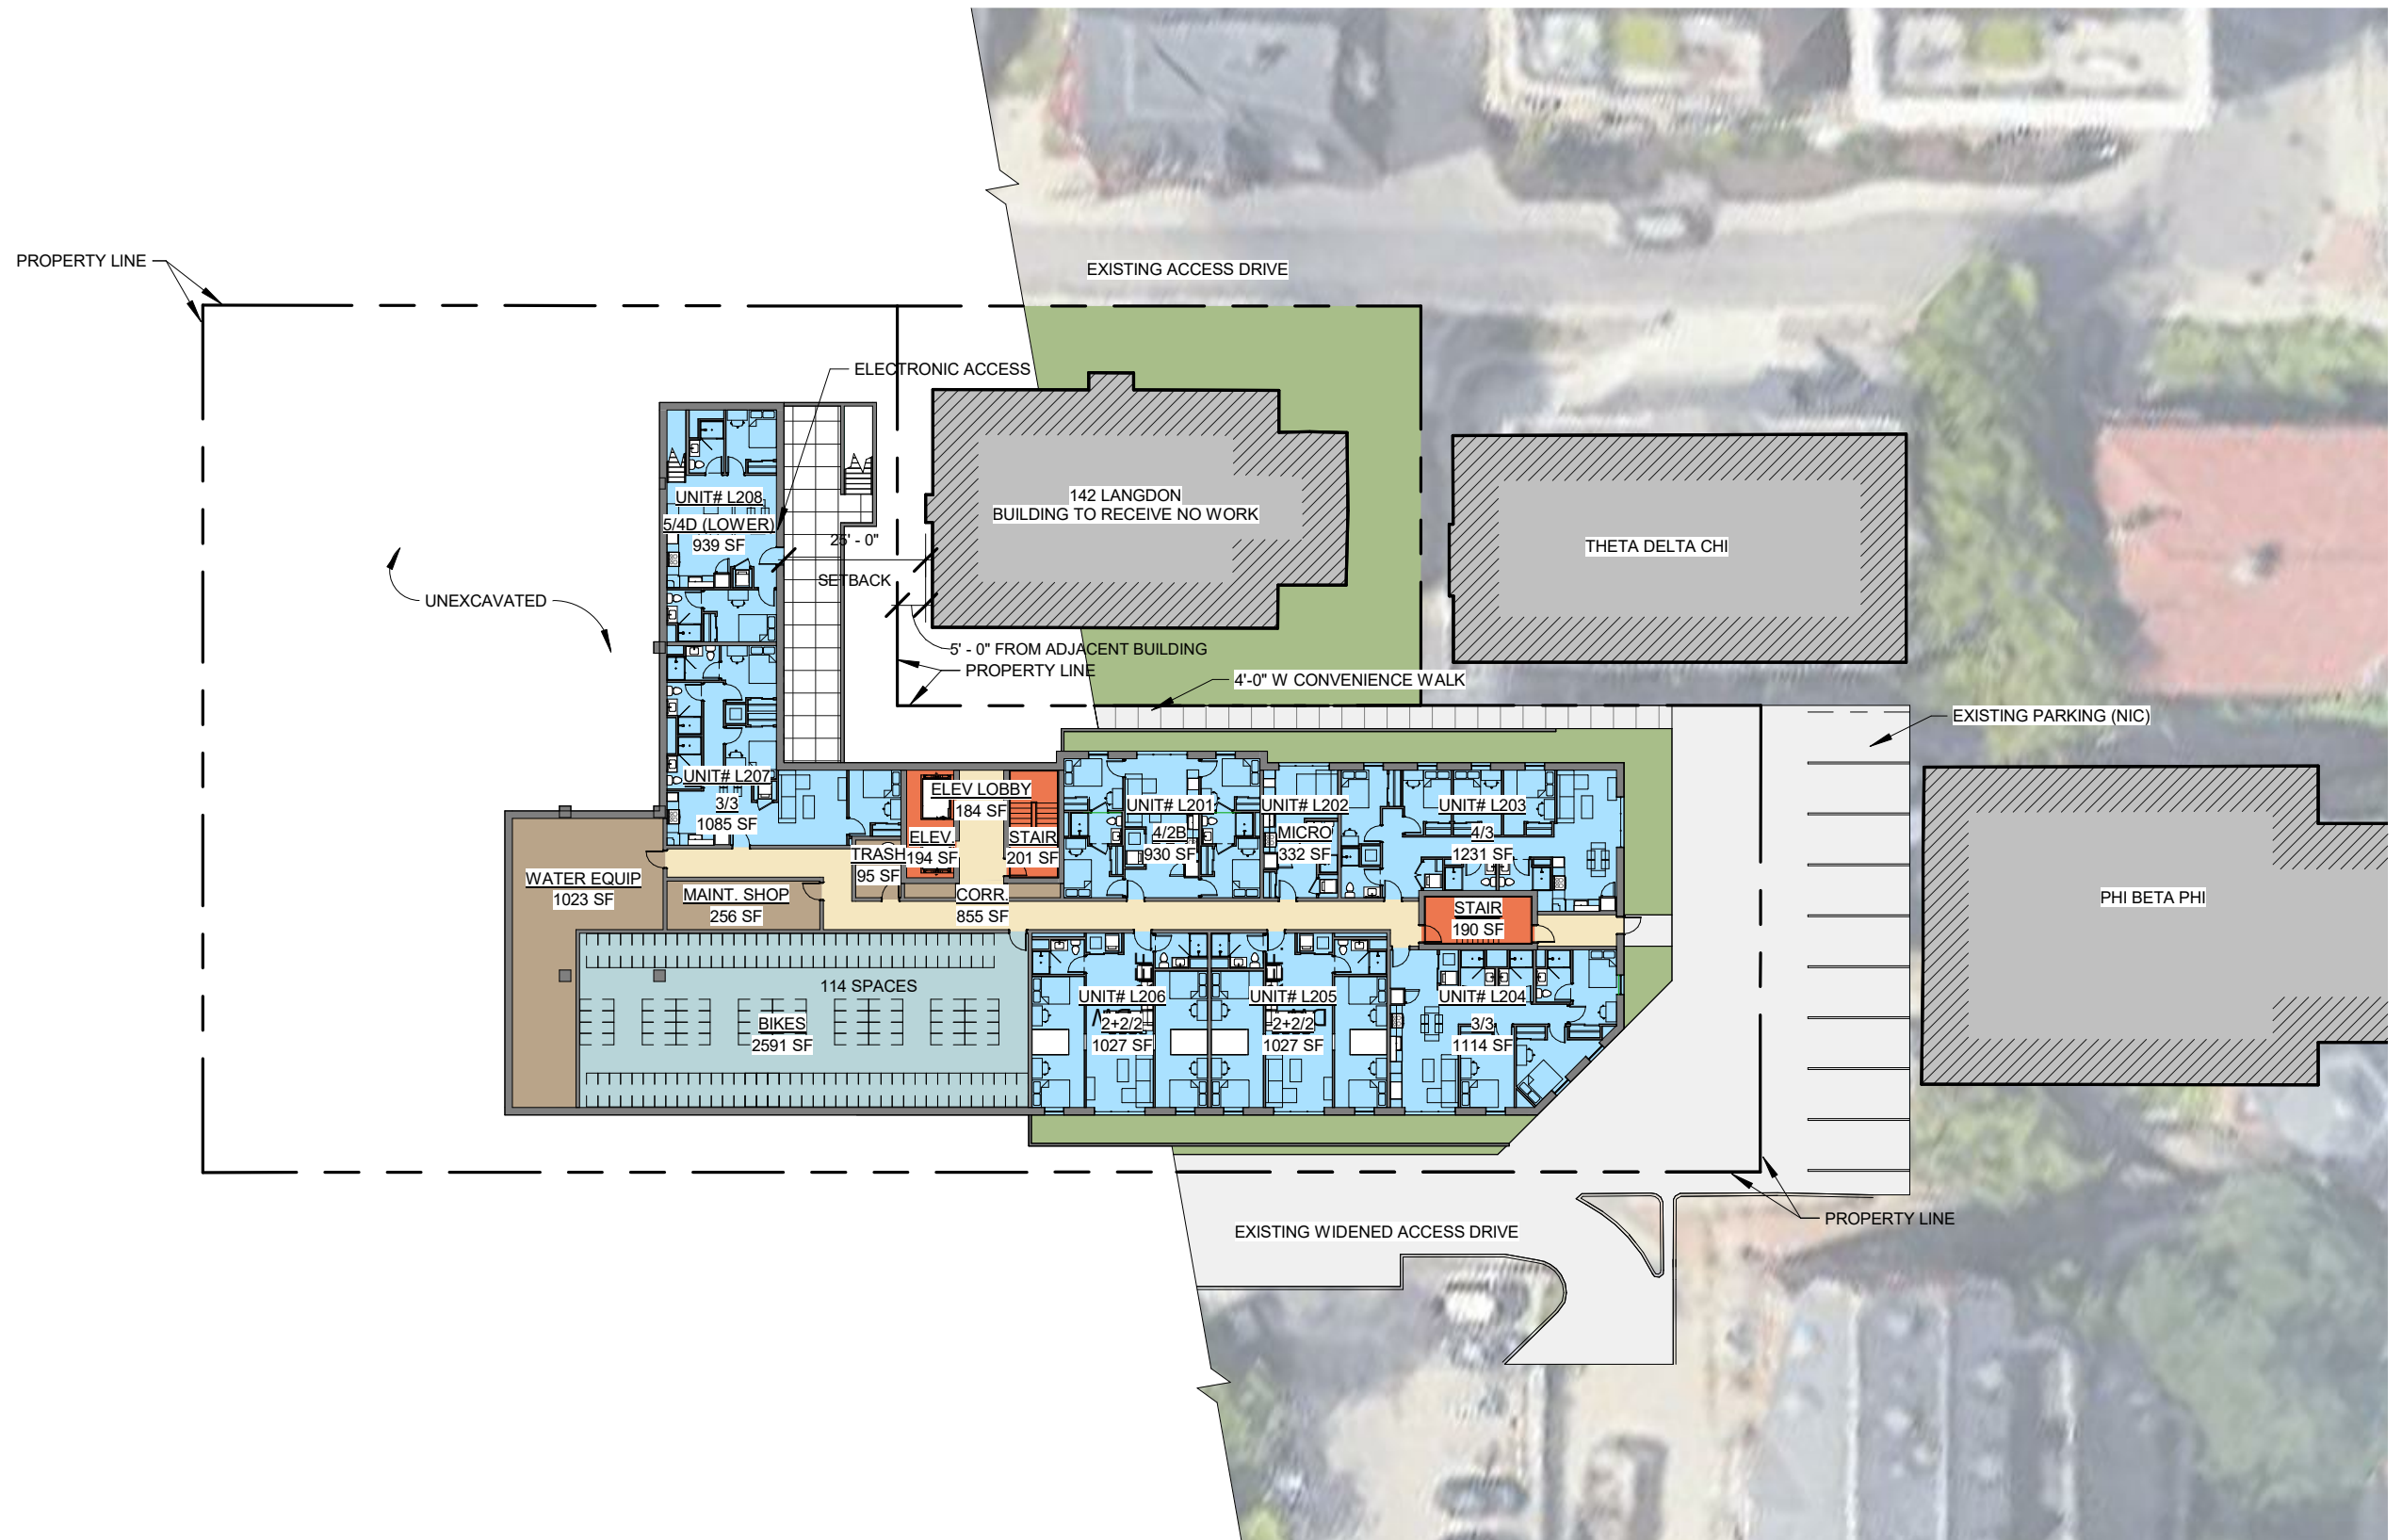 PROPERTY LINE
EXISTING ACCESS DRIVE
ELECTRONIC ACCESS
UNIT# L208
5/4D (LOWER)
939 SF
142 LANGDON
BUILDING TO RECEIVE NO WORK
25' - 0"
SETBACK
THETA DELTA CHI
UNEXCAVATED
5' - 0" FROM ADJACENT BUILDING
PROPERTY LINE
4'-0" W CONVENIENCE WALK
EXISTING PARKING (NIC)
UNIT# L207
3/3
1085 SF
ELEV LOBBY
184 SF
ELEV.
194 SF
STAIR
201 SF
TRASH
95 SF
UNIT# L201
4/2B
930 SF
UNIT# L202
MICRO
332 SF
UNIT# L203
4/3
1231 SF
WATER EQUIP
1023 SF
MAINT. SHOP
256 SF
CORR.
855 SF
STAIR
190 SF
PHI BETA PHI
114 SPACES
BIKES
2591 SF
UNIT# L206
2+2/2
1027 SF
UNIT# L205
2+2/2
1027 SF
UNIT# L204
3/3
1114 SF
PROPERTY LINE
EXISTING WIDENED ACCESS DRIVE